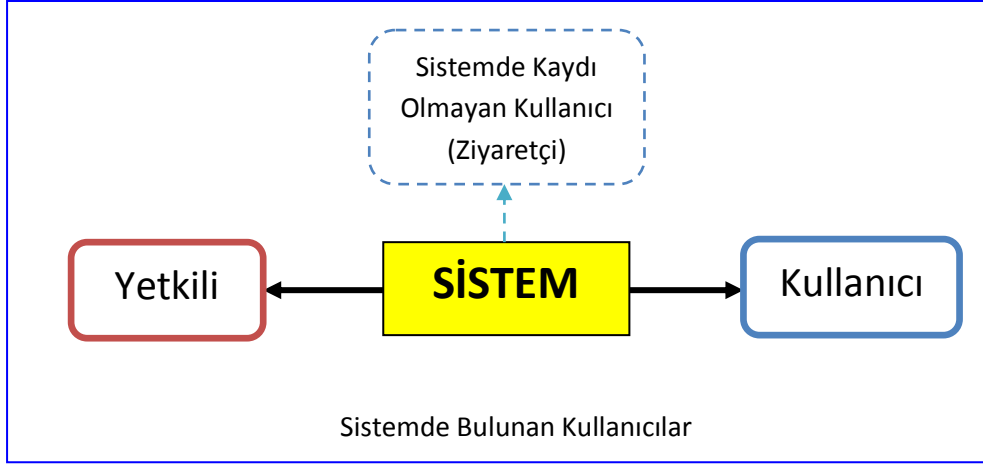 Sistemde Kaydı
Olmayan Kullanıcı
(Ziyaretçi)
Yetkili
SİSTEM
Kullanıcı
Sistemde Bulunan Kullanıcılar